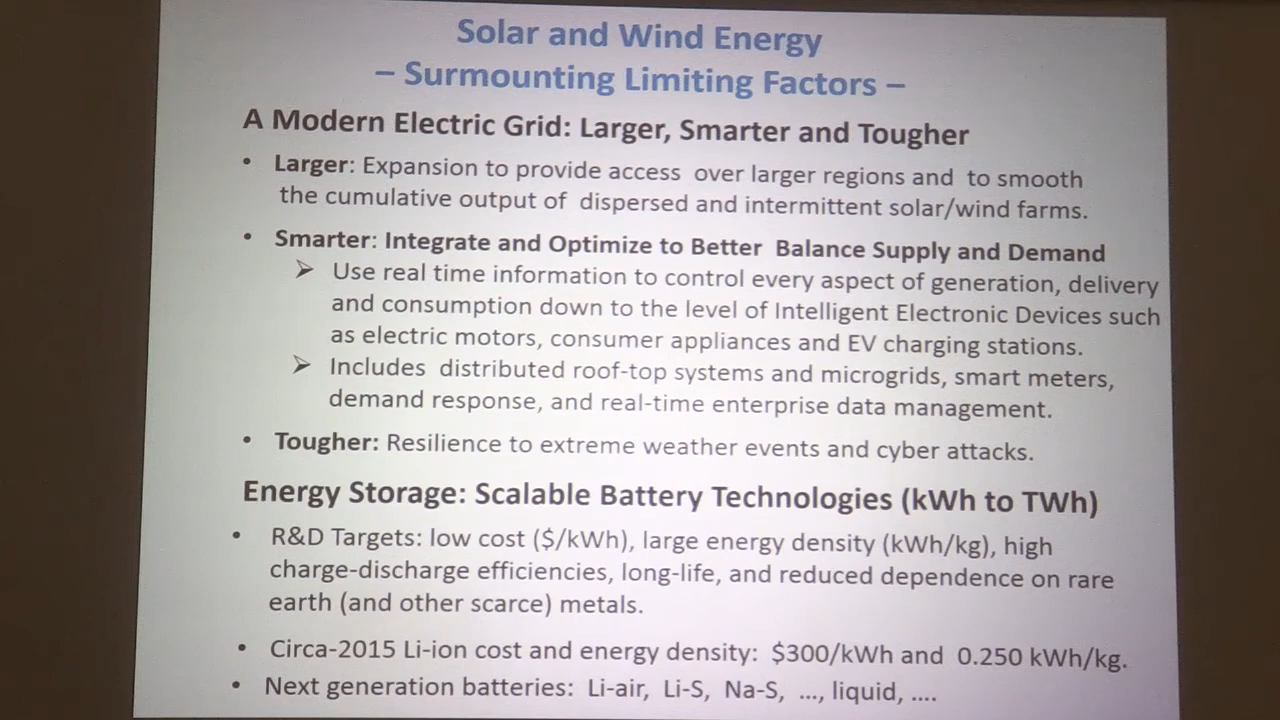 Solar and Wind Energy
– Surmounting Limiting Factors –
A Modern Electric Grid: Larger, Smarter and Tougher
• Larger: Expansion to provide access over larger regions and to smooth
the cumulative output of dispersed and intermittent solar/wind farms.
• Smarter: Integrate and Optimize to Better Balance Supply and Demand
➢ Use real time information to control every aspect of generation, delivery
and consumption down to the level of Intelligent Electronic Devices such
as electric motors, consumer appliances and EV charging stations.
➢ Includes distributed roof-top systems and microgrids, smart meters,
demand response, and real-time enterprise data management.
• Tougher: Resilience to extreme weather events and cyber attacks.
Energy Storage: Scalable Battery Technologies (kWh to TWh)
• R&D Targets: low cost ($/kWh), large energy density (kWh/kg), high
charge-discharge efficiencies, long-life, and reduced dependence on rare
earth (and other scarce) metals.
• Circa-2015 Li-ion cost and energy density: $300/kWh and 0.250 kWh/kg.
• Next generation batteries: Li-air, Li-S, Na-S, ..., liquid, ....